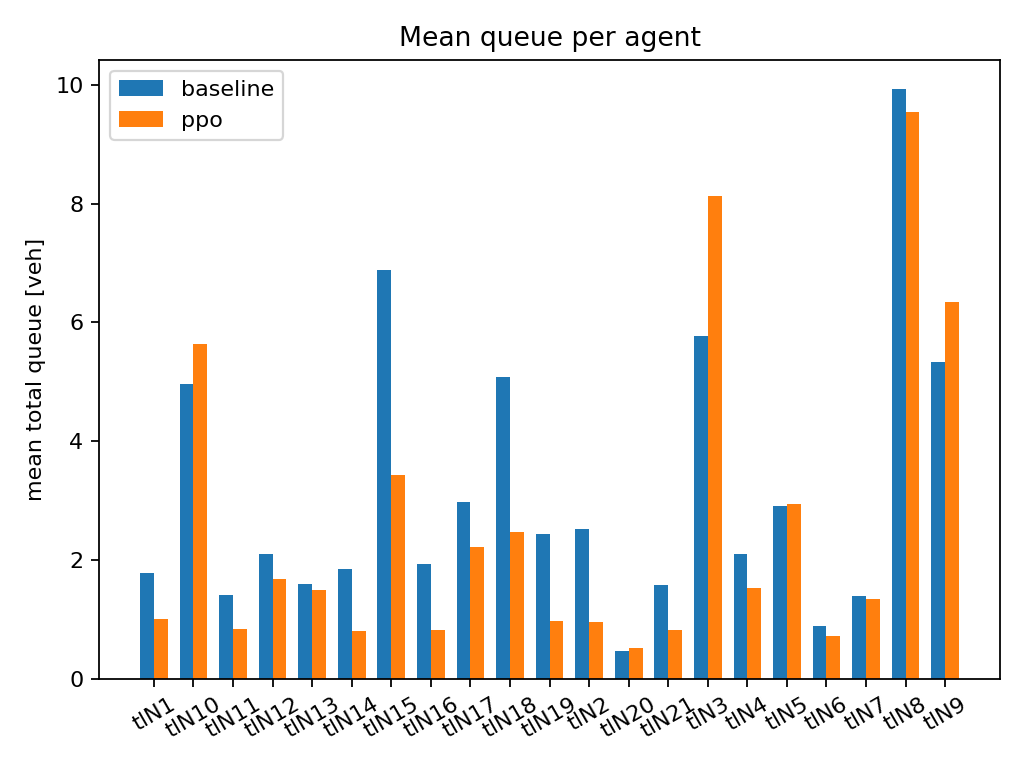 Mean queue per agent
baseline
ppo
mean total queue [veh]
10
8
6
4
2
0
tlN1
tlN10
tlN11
tlN12
tlN13
tlN14
tlN15
tlN16
tlN17
tlN18
tlN19
tlN2
tlN20
tlN21
tlN3
tlN4
tlN5
tlN6
tlN7
tlN8
tlN9